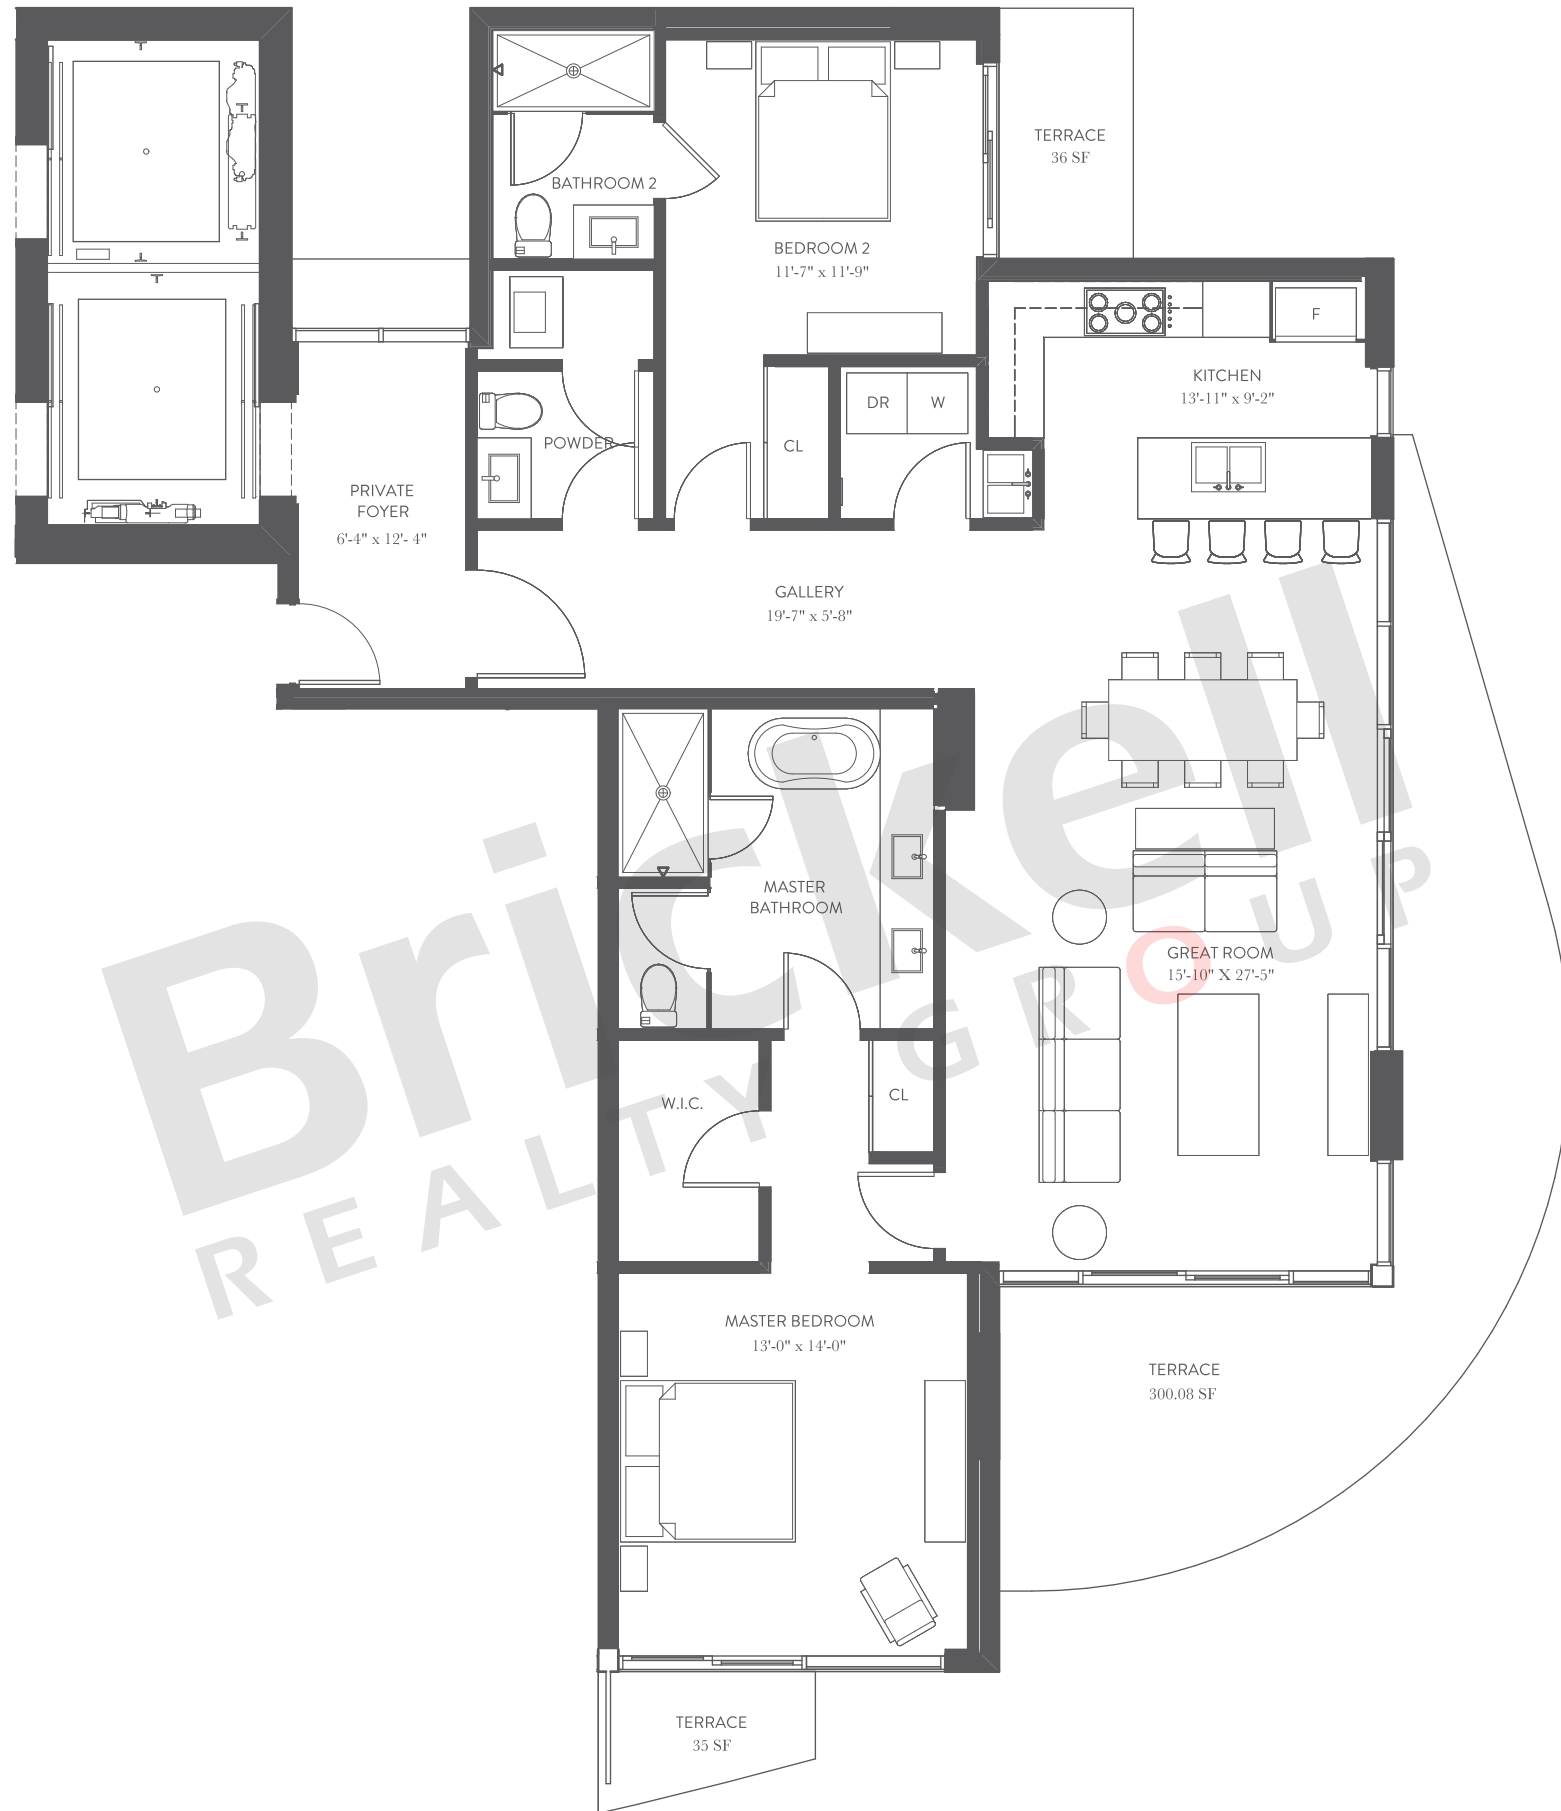 TERRACE
36 SF
BATHROOM 2
BEDROOM 2
11'-7" x 11'-9"
F
KITCHEN
13'-11" x 9'-2"
DR
W
CL
POWDER
PRIVATE
FOYER
6'-4" x 12'- 4"
GALLERY
19'-7" x 5'-8"
MASTER
BATHROOM
GREAT ROOM
15'-10" X 27'-5"
W.I.C.
CL
Brickell
REALTY GROUP
MASTER BEDROOM
13'-0" x 14'-0"
TERRACE
300.08 SF
TERRACE
35 SF